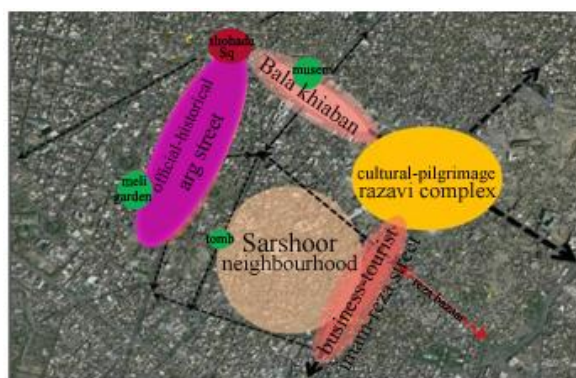 shohada
Sq
musem
Bala khiaban
official-historical
arg street
cultural-pilgrimage
razavi complex
meli
garden
tomb
Sarshoor
neighbourhood
business-tourist
imam-reza street
reza bazaar